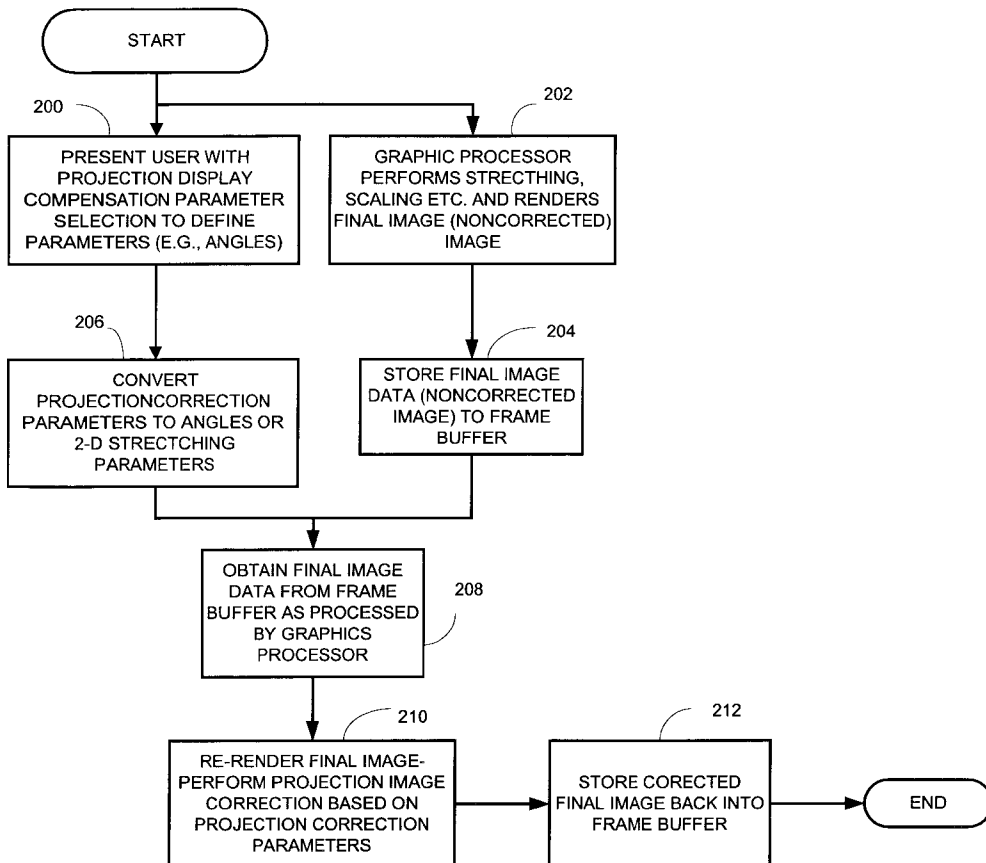 START
200
202
PRESENT USER WITH
PROJECTION DISPLAY
COMPENSATION PARAMETER
SELECTION TO DEFINE
PARAMETERS (E.G., ANGLES)
GRAPHIC PROCESSOR
PERFORMS STRECTHING,
SCALING ETC. AND RENDERS
FINAL IMAGE (NONCORRECTED)
IMAGE
206
204
CONVERT
PROJECTIONCORRECTION
PARAMETERS TO ANGLES OR
2-D STRECTCHING
PARAMETERS
STORE FINAL IMAGE
DATA (NONCORRECTED
IMAGE) TO FRAME
BUFFER
OBTAIN FINAL IMAGE
DATA FROM FRAME
BUFFER AS PROCESSED
BY GRAPHICS
PROCESSOR
208
210
212
RE-RENDER FINAL IMAGE-
PERFORM PROJECTION IMAGE
CORRECTION BASED ON
PROJECTION CORRECTION
PARAMETERS
STORE CORECTED
FINAL IMAGE BACK INTO
FRAME BUFFER
END